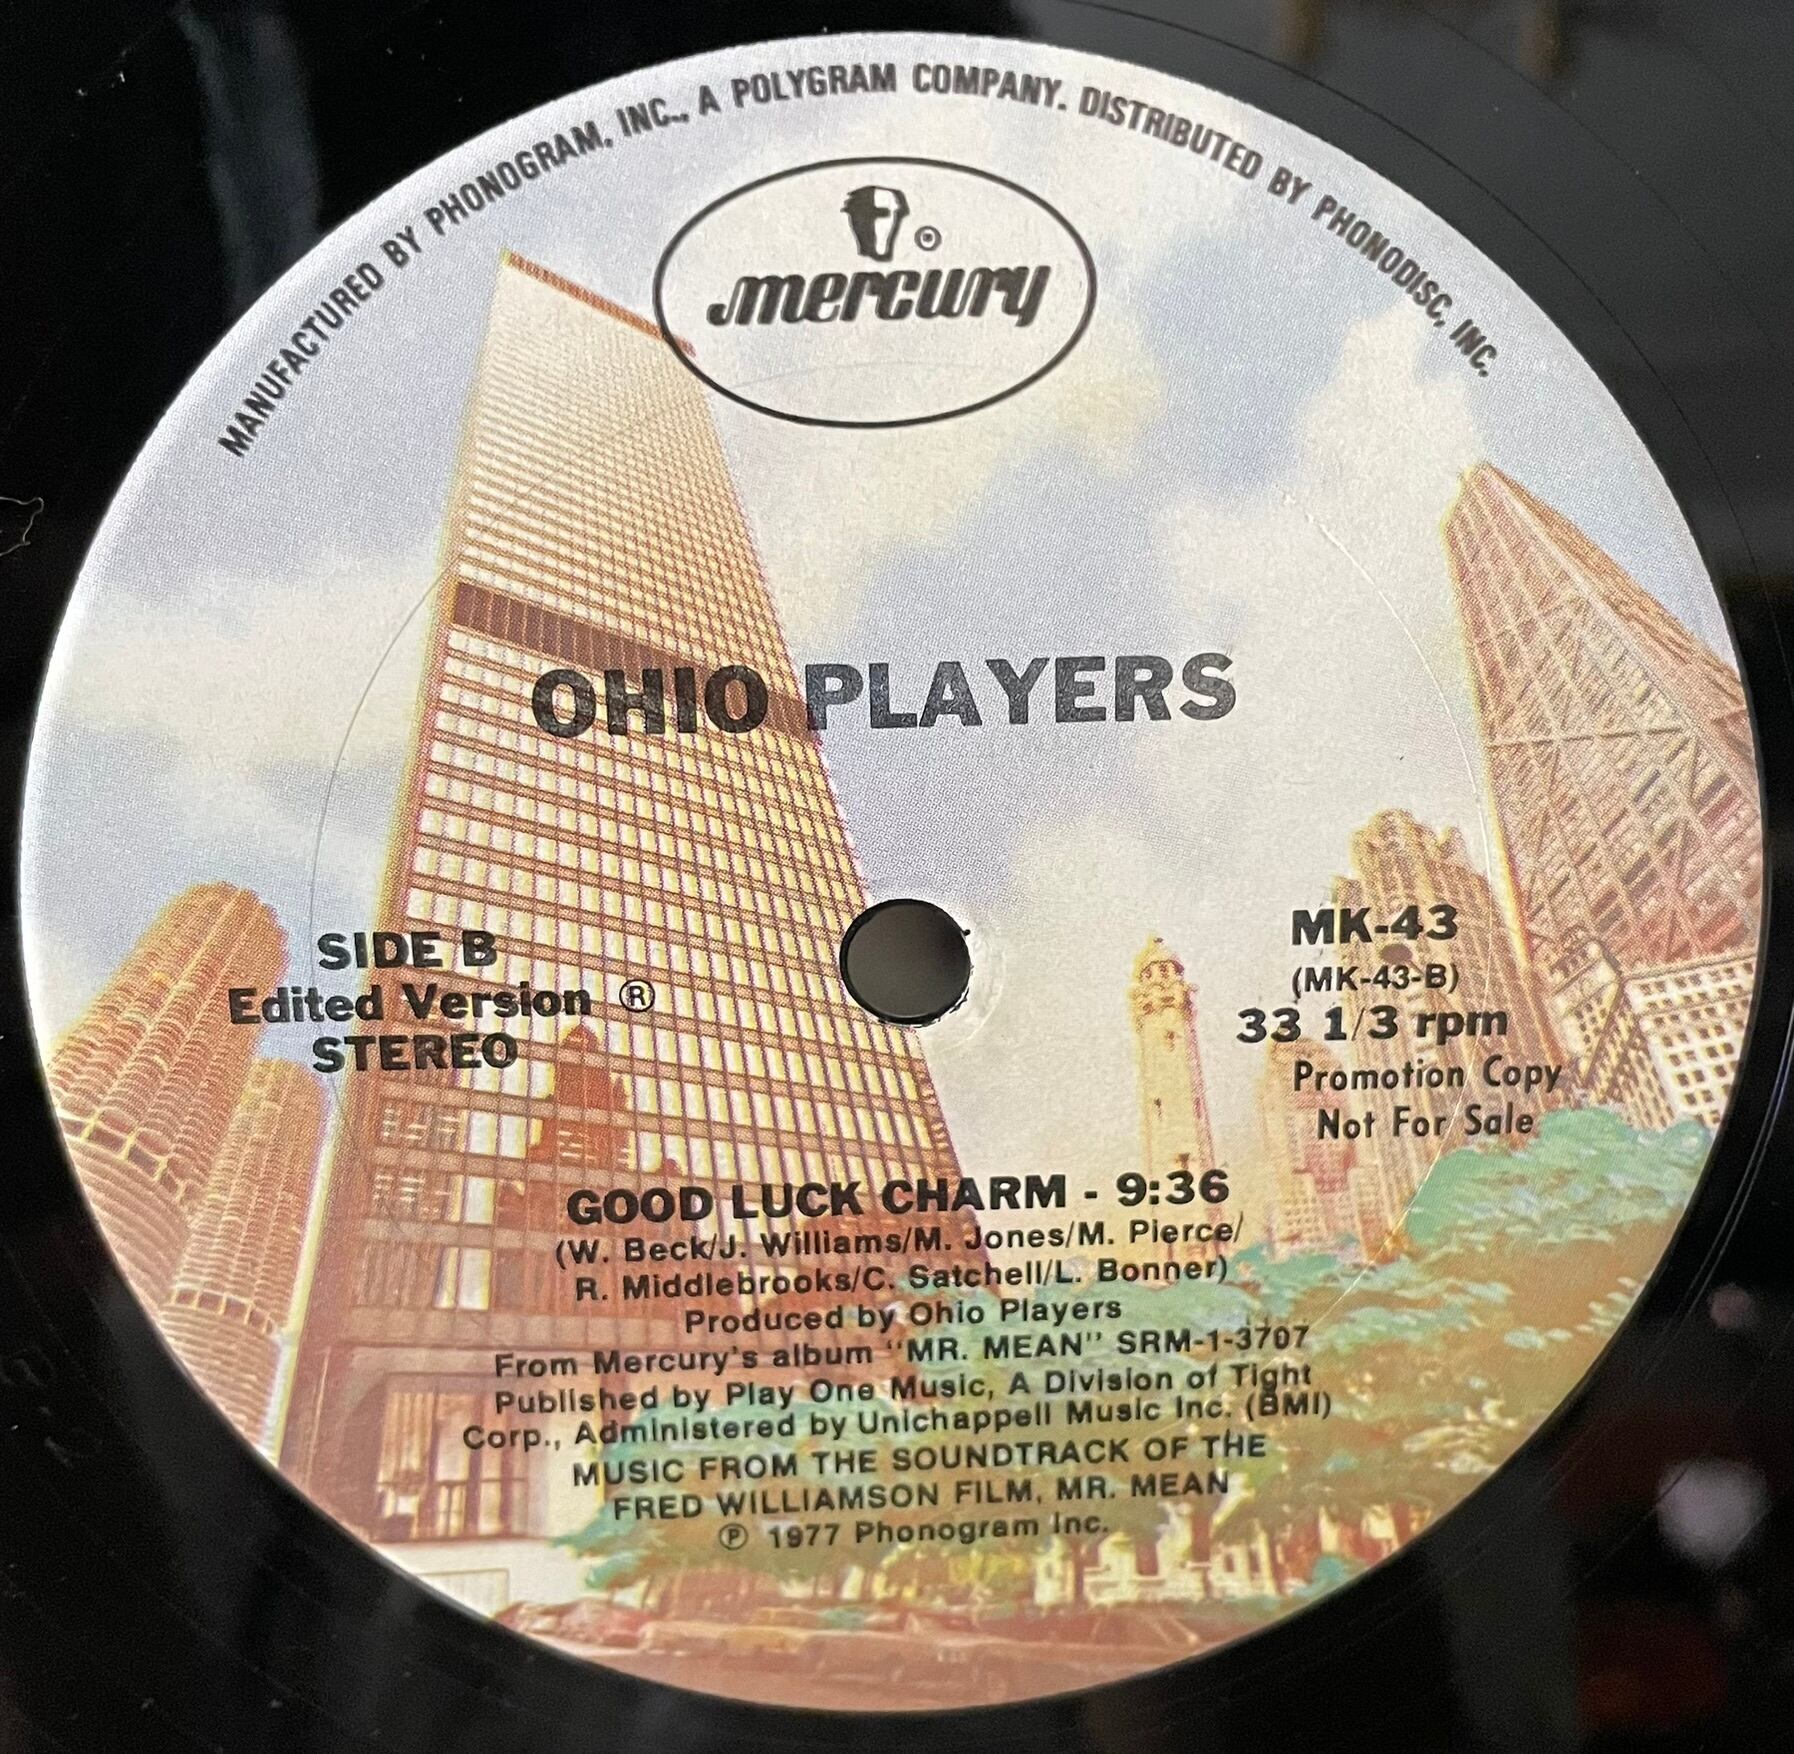 MANUFACTURED BY PHONOGRAM, INC., A POLYGRAM COMPANY. DISTRIBUTED BY PHONODISC, INC.
®
mercury
OHIO PLAYERS
SIDE B
Edited Version ®
STEREO
MK-43
(MK-43-B)
33 1/3 rpm
Promotion Copy
Not For Sale
GOOD LUCK CHARM - 9:36
(W. Beck/J. Williams/M. Jones/M. Pierce/
R. Middlebrooks/C. Satchell/L. Bonner)
Produced by Ohio Players
From Mercury's album "MR. MEAN" SRM-1-3707
Published by Play One Music, A Division of Tight
Corp., Administered by Unichappell Music Inc. (BMI)
MUSIC FROM THE SOUNDTRACK OF THE
FRED WILLIAMSON FILM, MR. MEAN
℗ 1977 Phonogram Inc.